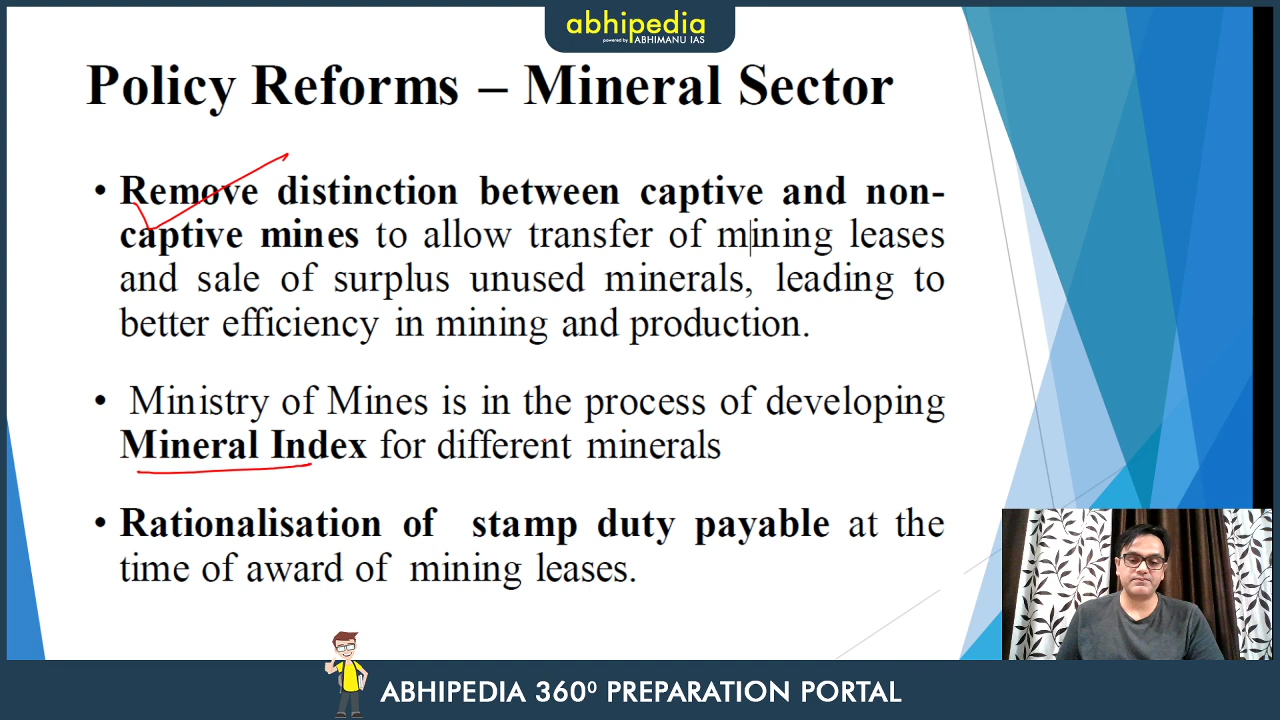 abhipedia
powered by ABHIMANU IAS
Policy Reforms – Mineral Sector
• Remove distinction between captive and non-
captive mines to allow transfer of mining leases
and sale of surplus unused minerals, leading to
better efficiency in mining and production.
• Ministry of Mines is in the process of developing
Mineral Index for different minerals
• Rationalisation of stamp duty payable at the
time of award of mining leases.
ABHIPEDIA 360⁰ PREPARATION PORTAL